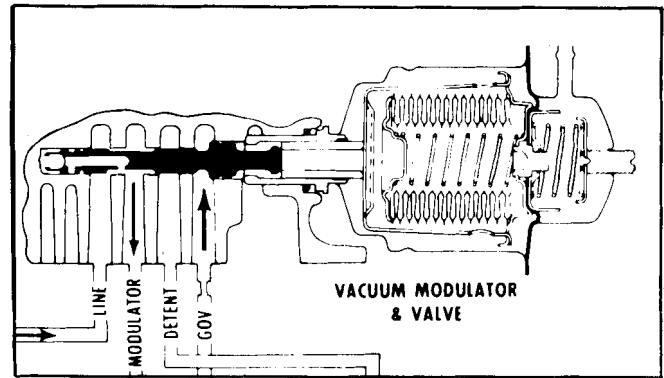 LINE
MODULATOR
DETENT
GOV
VACUUM MODULATOR
& VALVE